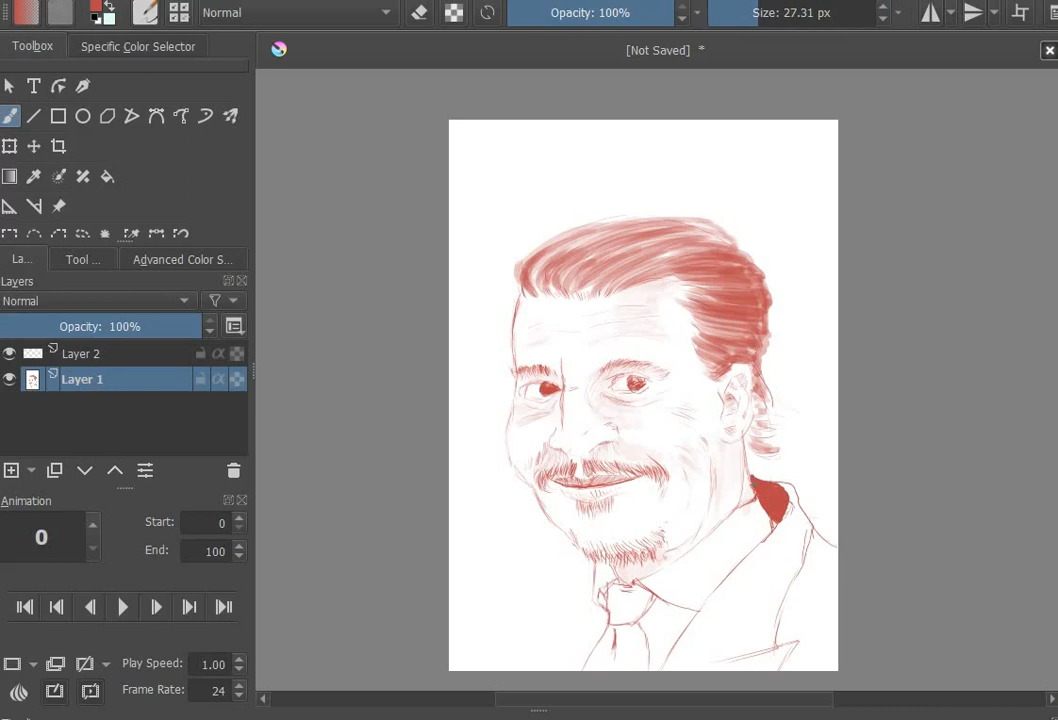 Normal
Opacity: 100%
Size: 27.31 px
Toolbox
Specific Color Selector
[Not Saved] *
La...
Tool ...
Advanced Color S...
Layers
Normal
Opacity: 100%
Layer 2
Layer 1
Animation
0
Start: 0
End: 100
Play Speed: 1.00
Frame Rate: 24